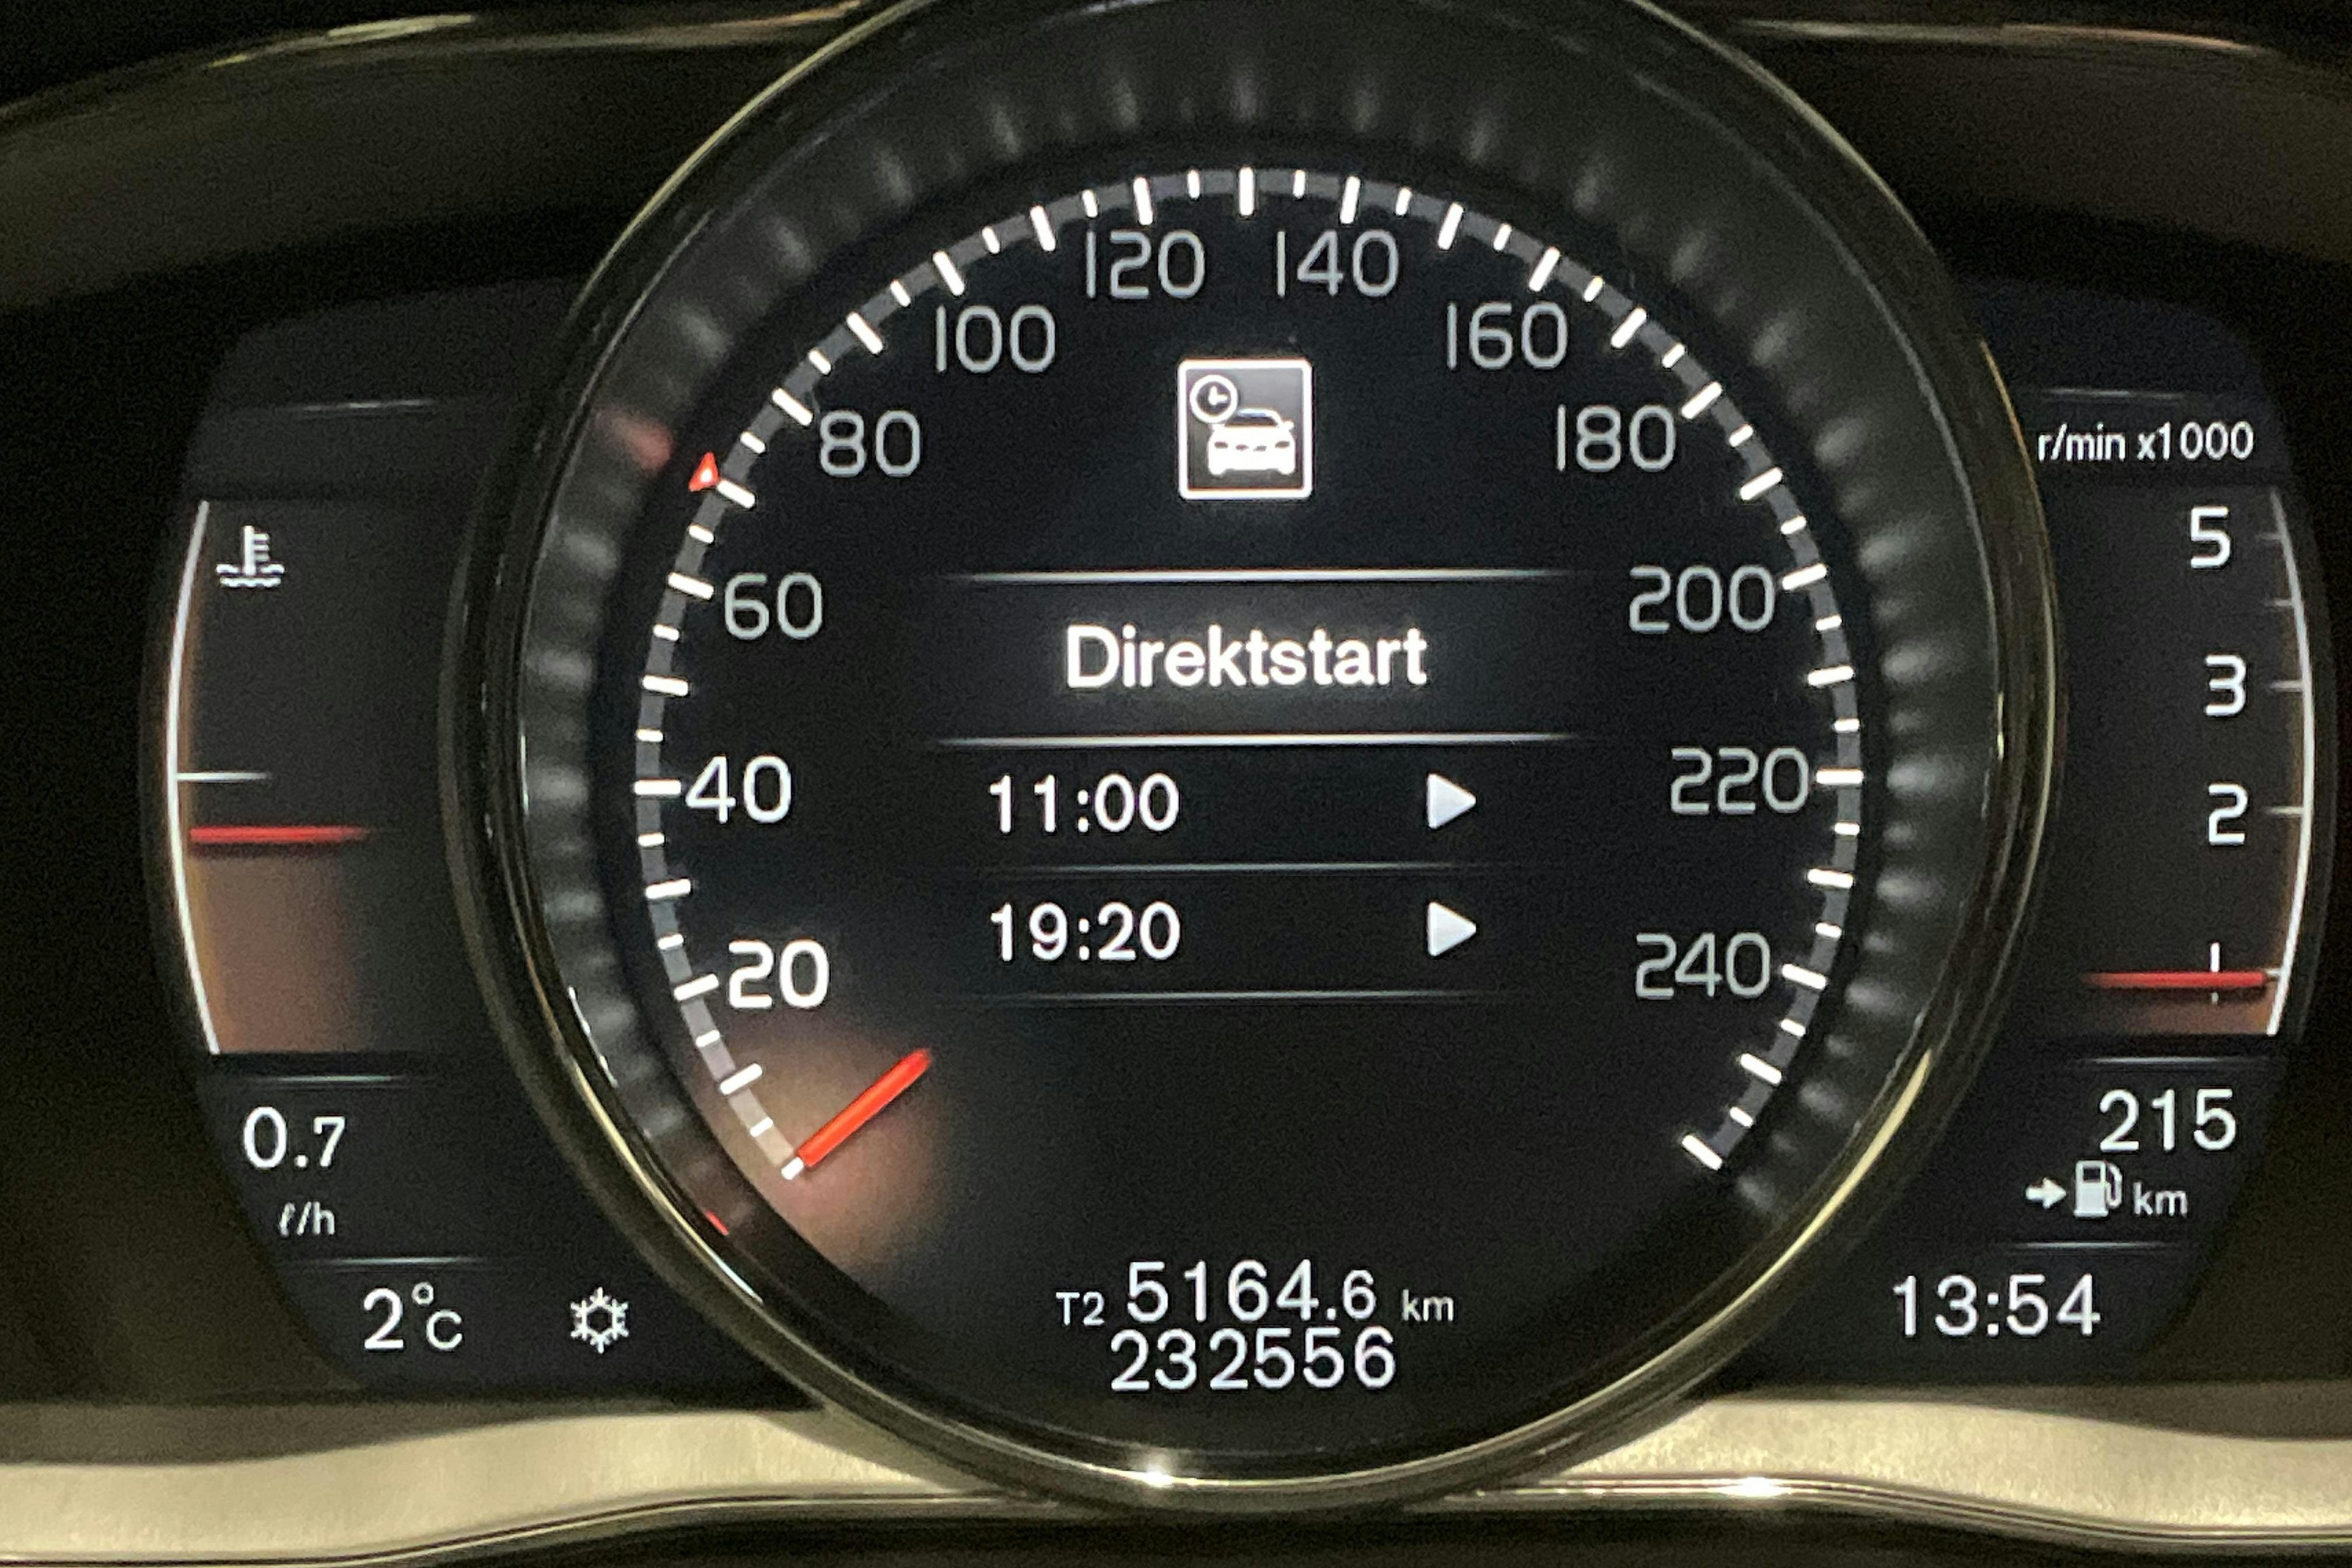 120 140
100 160
80 180
60 200
40 220
20 240
Direktstart
11:00
19:20
T2 5164.6 km
232556
0.7
ℓ/h
2°C
r/min x1000
5
3
2
1
215
km
13:54